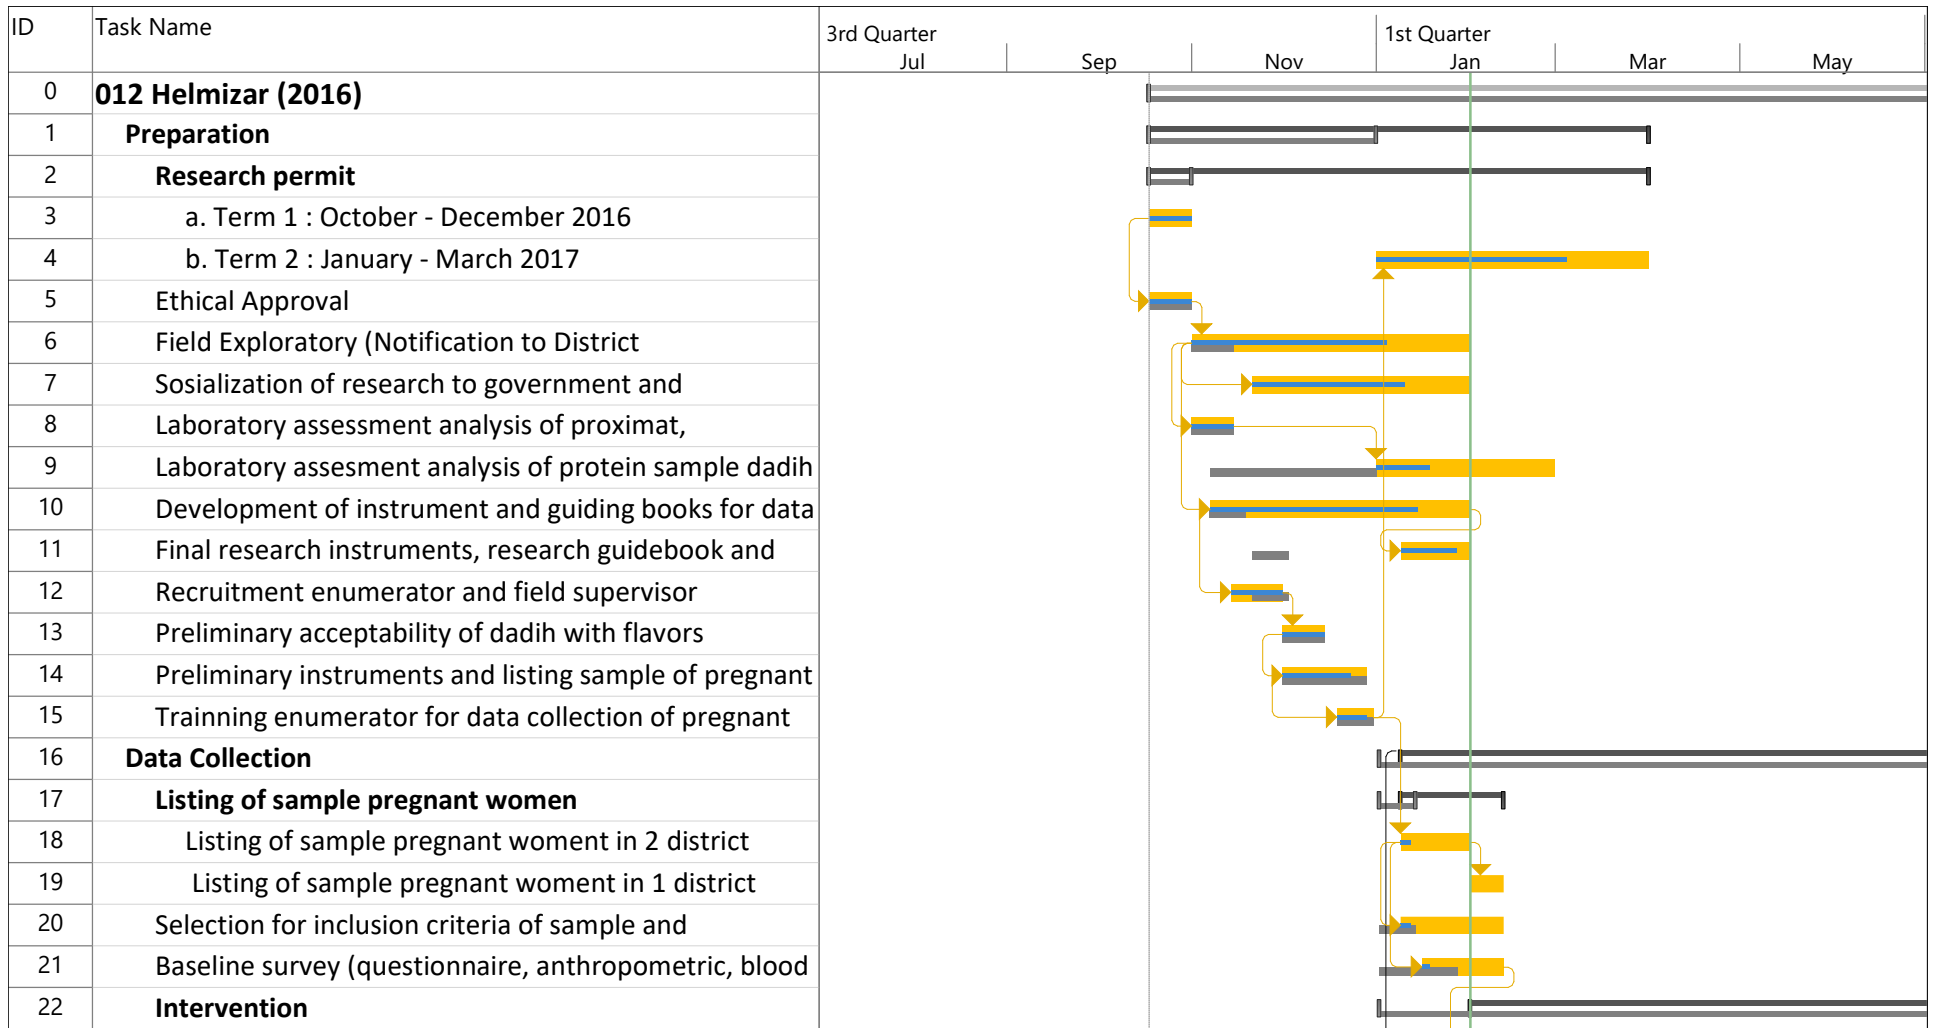 ID Task Name
3rd Quarter 1st Quarter
Jul Sep Nov Jan Mar May
0 012 Helmizar (2016)
1 Preparation
2 Research permit
3 a. Term 1 : October - December 2016
4 b. Term 2 : January - March 2017
5 Ethical Approval
6 Field Exploratory (Notification to District
7 Sosialization of research to government and
8 Laboratory assessment analysis of proximat,
9 Laboratory assesment analysis of protein sample dadih
10 Development of instrument and guiding books for data
11 Final research instruments, research guidebook and
12 Recruitment enumerator and field supervisor
13 Preliminary acceptability of dadih with flavors
14 Preliminary instruments and listing sample of pregnant
15 Trainning enumerator for data collection of pregnant
16 Data Collection
17 Listing of sample pregnant women
18 Listing of sample pregnant woment in 2 district
19 Listing of sample pregnant woment in 1 district
20 Selection for inclusion criteria of sample and
21 Baseline survey (questionnaire, anthropometric, blood
22 Intervention